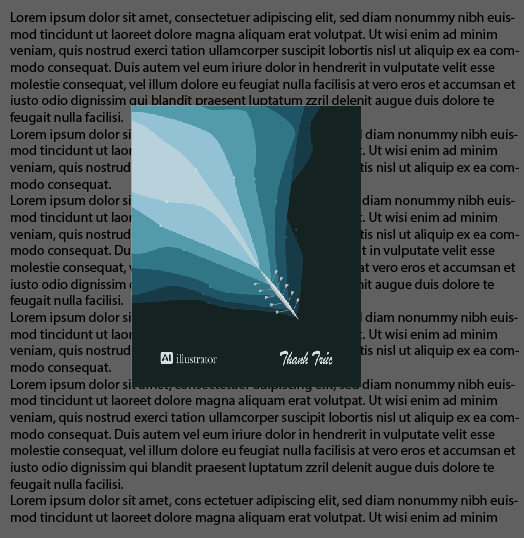 Lorem ipsum dolor sit amet, consectetuer adipiscing elit, sed diam nonummy nibh euis-
mod tincidunt ut laoreet dolore magna aliquam erat volutpat. Ut wisi enim ad minim
veniam, quis nostrud exerci tation ullamcorper suscipit lobortis nisl ut aliquip ex ea com-
modo consequat. Duis autem vel eum iriure dolor in hendrerit in vulputate velit esse
molestie consequat, vel illum dolore eu feugiat nulla facilisis at vero eros et accumsan et
iusto odio dignissim qui blandit praesent luptatum zzril delenit augue duis dolore te
feugait nulla facilisi.
Lorem ipsum dolor si diam nonummy nibh euis-
mod tincidunt ut laor t. Ut wisi enim ad minim
veniam, quis nostrud tis nisl ut aliquip ex ea com-
modo consequat.
Lorem ipsum dolor si diam nonummy nibh euis-
mod tincidunt ut laor t. Ut wisi enim ad minim
veniam, quis nostrud tis nisl ut aliquip ex ea com-
modo consequat. Du it in vulputate velit esse
molestie consequat, at vero eros et accumsan et
iusto odio dignissim nit augue duis dolore te
feugait nulla facilisi.
Lorem ipsum dolor si diam nonummy nibh euis-
mod tincidunt ut laor t. Ut wisi enim ad minim
veniam, quis nostrud tis nisl ut aliquip ex ea com-
modo consequat.
AI illustrator
Thanh Trúc
Lorem ipsum dolor sit amet, consectetuer adipiscing elit, sed diam nonummy nibh euis-
mod tincidunt ut laoreet dolore magna aliquam erat volutpat. Ut wisi enim ad minim
veniam, quis nostrud exerci tation ullamcorper suscipit lobortis nisl ut aliquip ex ea com-
modo consequat. Duis autem vel eum iriure dolor in hendrerit in vulputate velit esse
molestie consequat, vel illum dolore eu feugiat nulla facilisis at vero eros et accumsan et
iusto odio dignissim qui blandit praesent luptatum zzril delenit augue duis dolore te
feugait nulla facilisi.
Lorem ipsum dolor sit amet, cons ectetuer adipiscing elit, sed diam nonummy nibh euis-
mod tincidunt ut laoreet dolore magna aliquam erat volutpat. Ut wisi enim ad minim